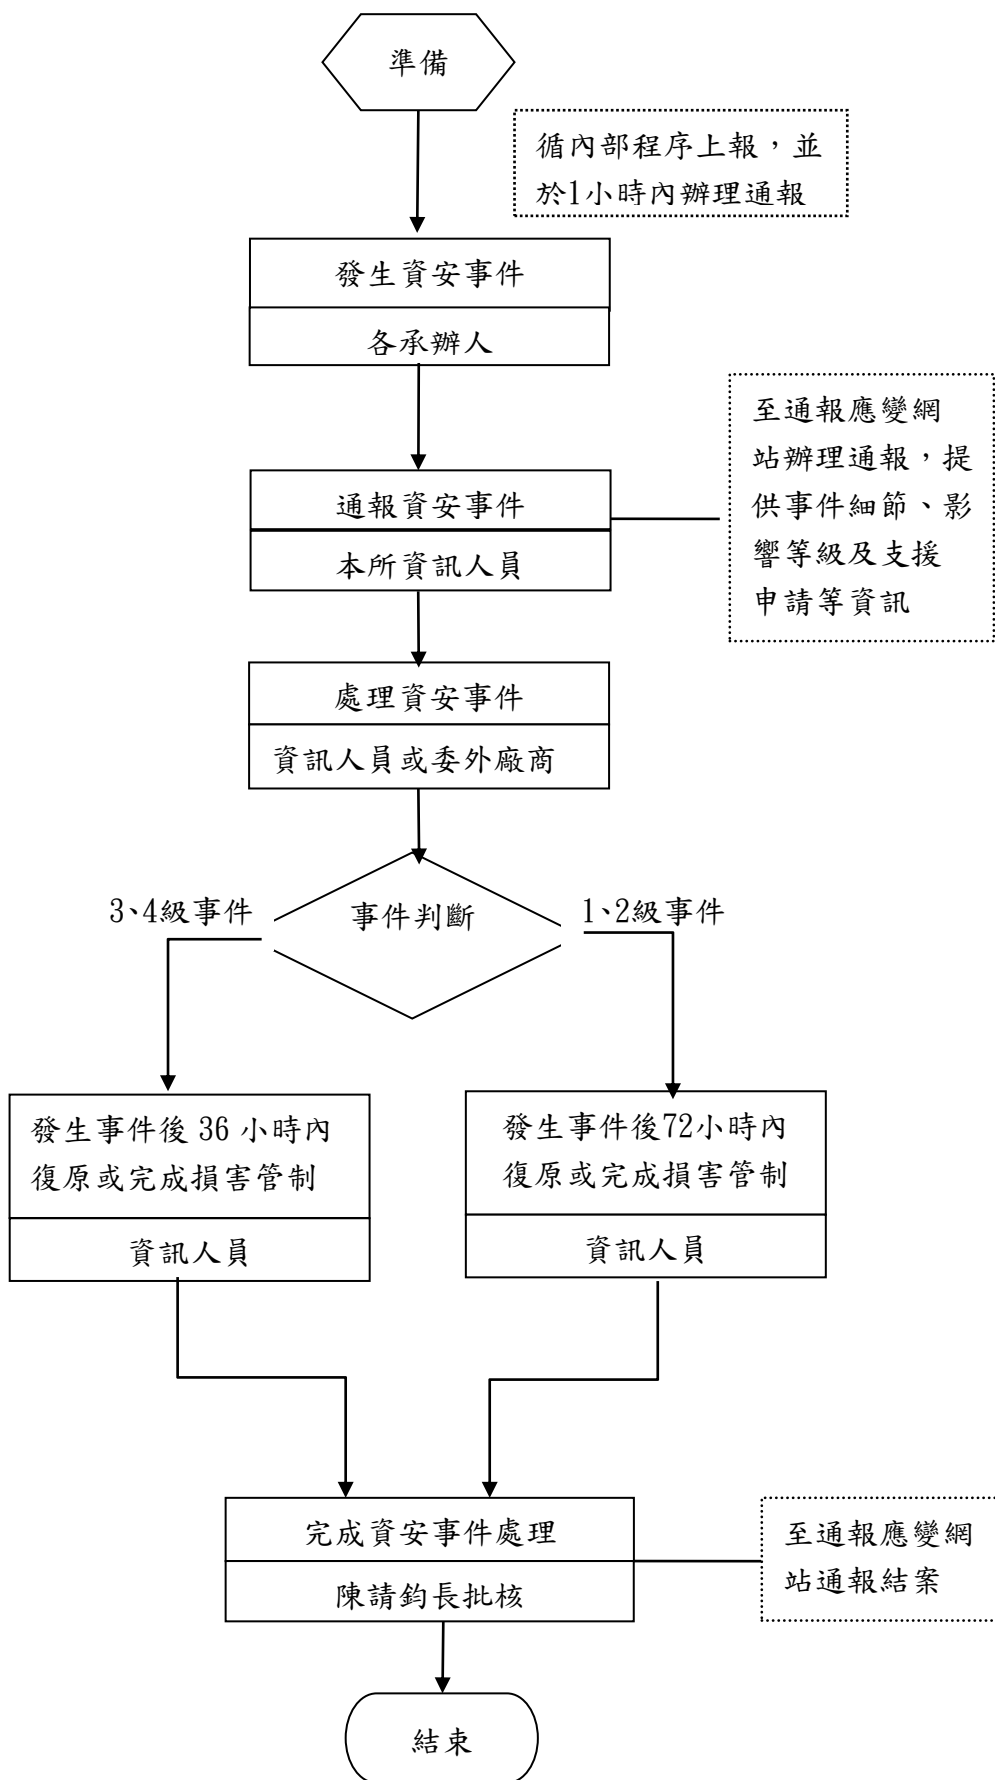 準備
循內部程序上報，並
於1小時內辦理通報
發生資安事件
各承辦人
通報資安事件
本所資訊人員
至通報應變網
站辦理通報，提
供事件細節、影
響等級及支援
申請等資訊
處理資安事件
資訊人員或委外廠商
事件判斷
3、4級事件
1、2級事件
發生事件後 36 小時內
復原或完成損害管制
資訊人員
發生事件後72小時內
復原或完成損害管制
資訊人員
完成資安事件處理
陳請鈞長批核
至通報應變網
站通報結案
結束